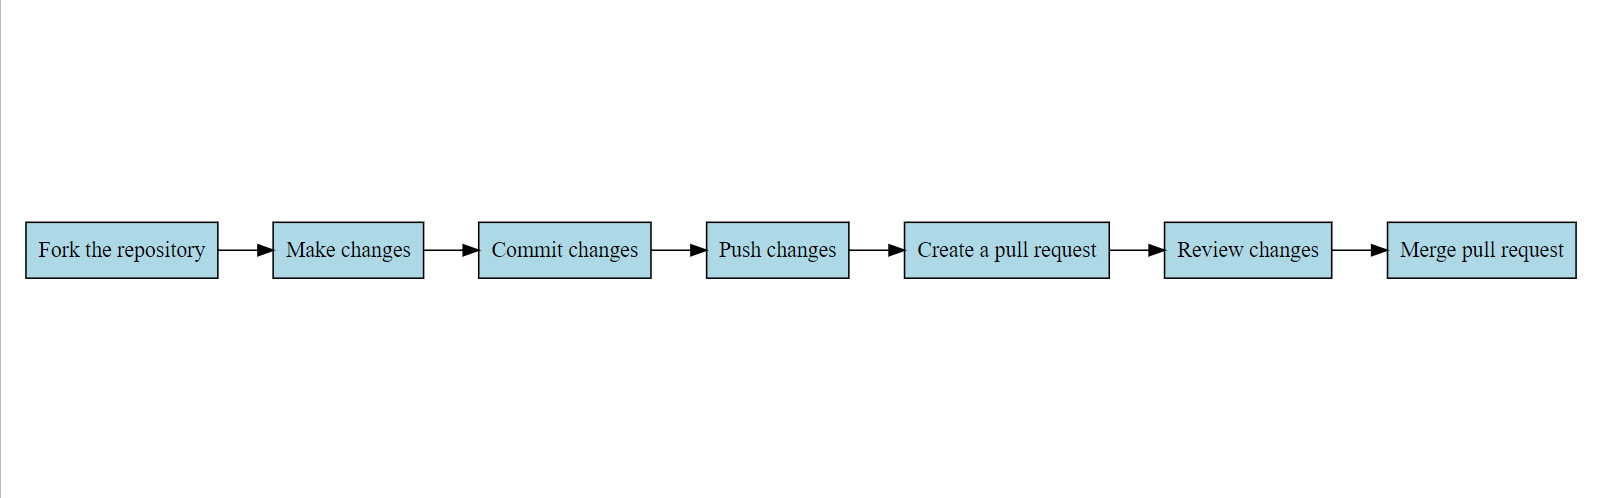 Fork the repository
Make changes
Commit changes
Push changes
Create a pull request
Review changes
Merge pull request